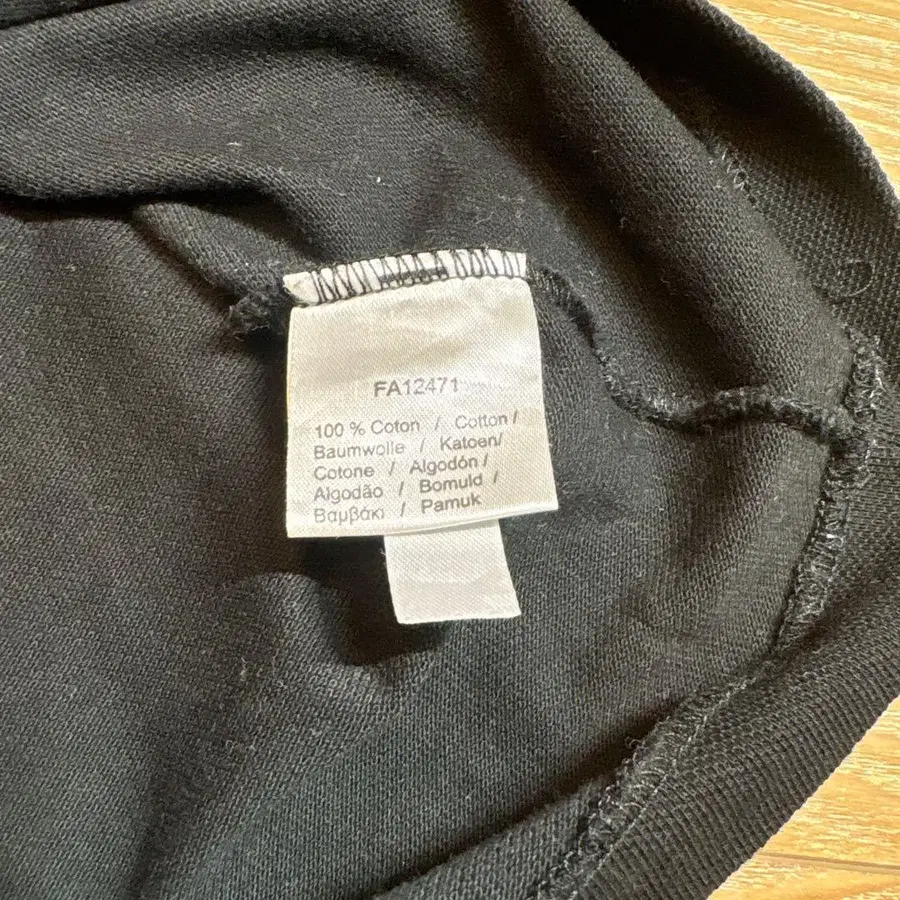 FA12471
100 % Coton / Cotton /
Baumwolle / Katoen/
Cotone / Algodón /
Algodão / Bomuld /
Βαμβάκι / Pamuk